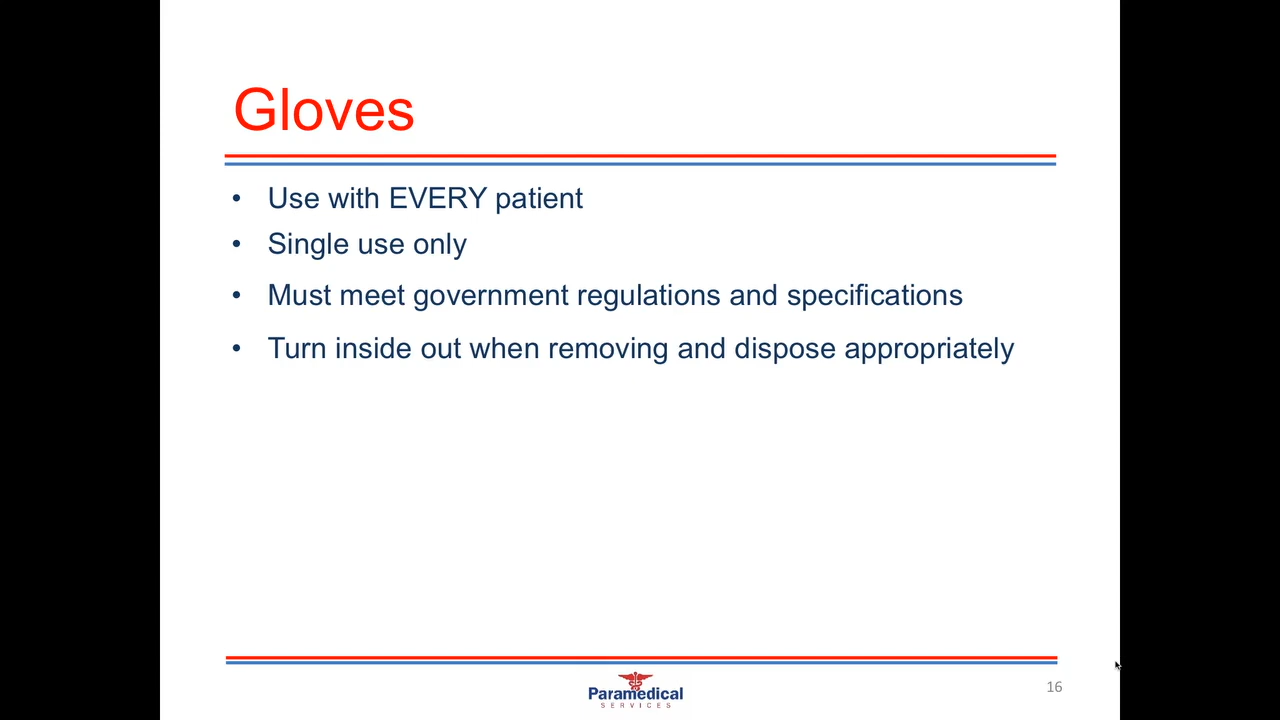 Gloves
• Use with EVERY patient
• Single use only
• Must meet government regulations and specifications
• Turn inside out when removing and dispose appropriately
Paramedical
SERVICES
16